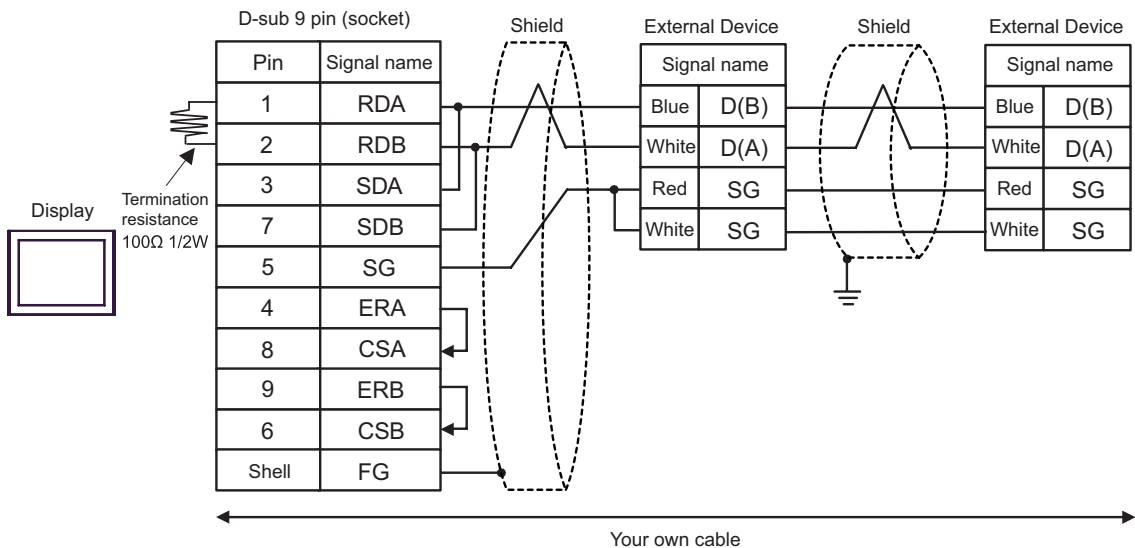 D-sub 9 pin (socket)
Shield
External Device
Shield
External Device
Pin Signal name
Signal name
Signal name
1 RDA
Blue D(B)
Blue D(B)
2 RDB
White D(A)
White D(A)
3 SDA
Red SG
Red SG
7 SDB
White SG
White SG
5 SG
4 ERA
8 CSA
9 ERB
6 CSB
Shell FG
Display
Termination
resistance
100Ω 1/2W
Your own cable